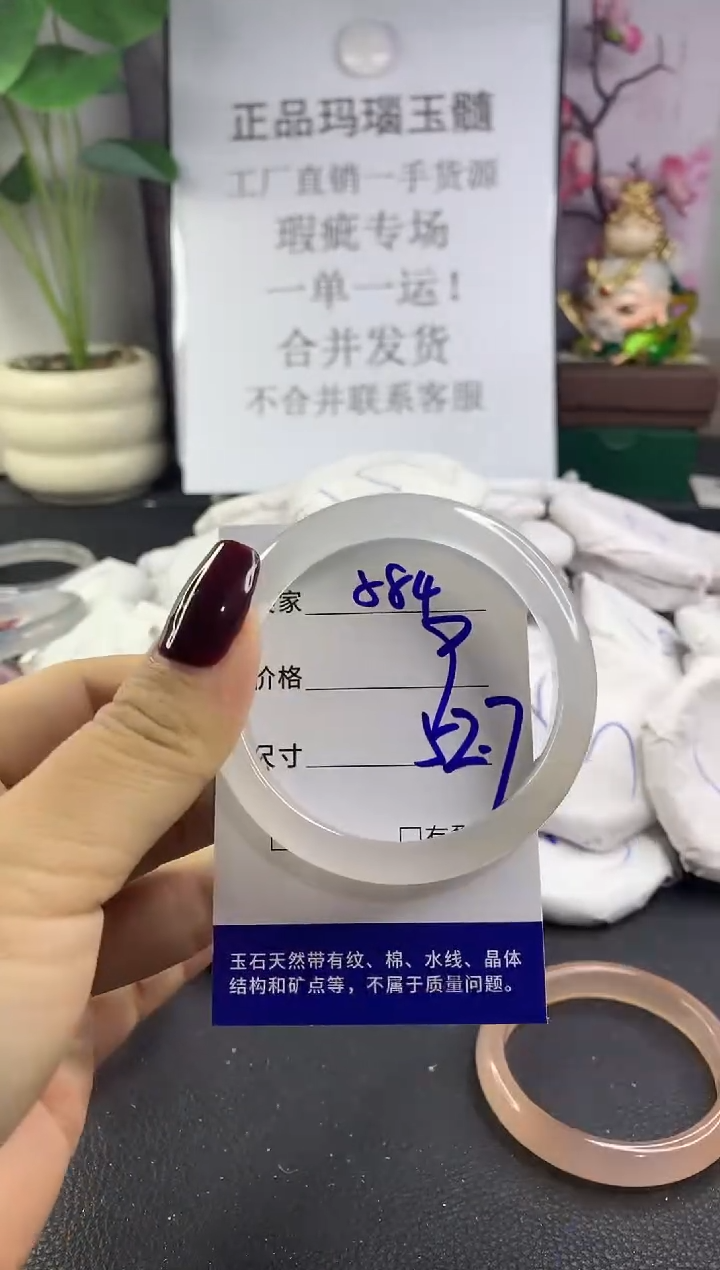 正品玛瑙玉髓
工厂直销一手货源
瑕疵专场
一单一运！
合并发货
不合并联系客服
家 884
价格
尺寸 52.7
玉石天然带有纹、棉、水线、晶体
结构和矿点等，不属于质量问题。